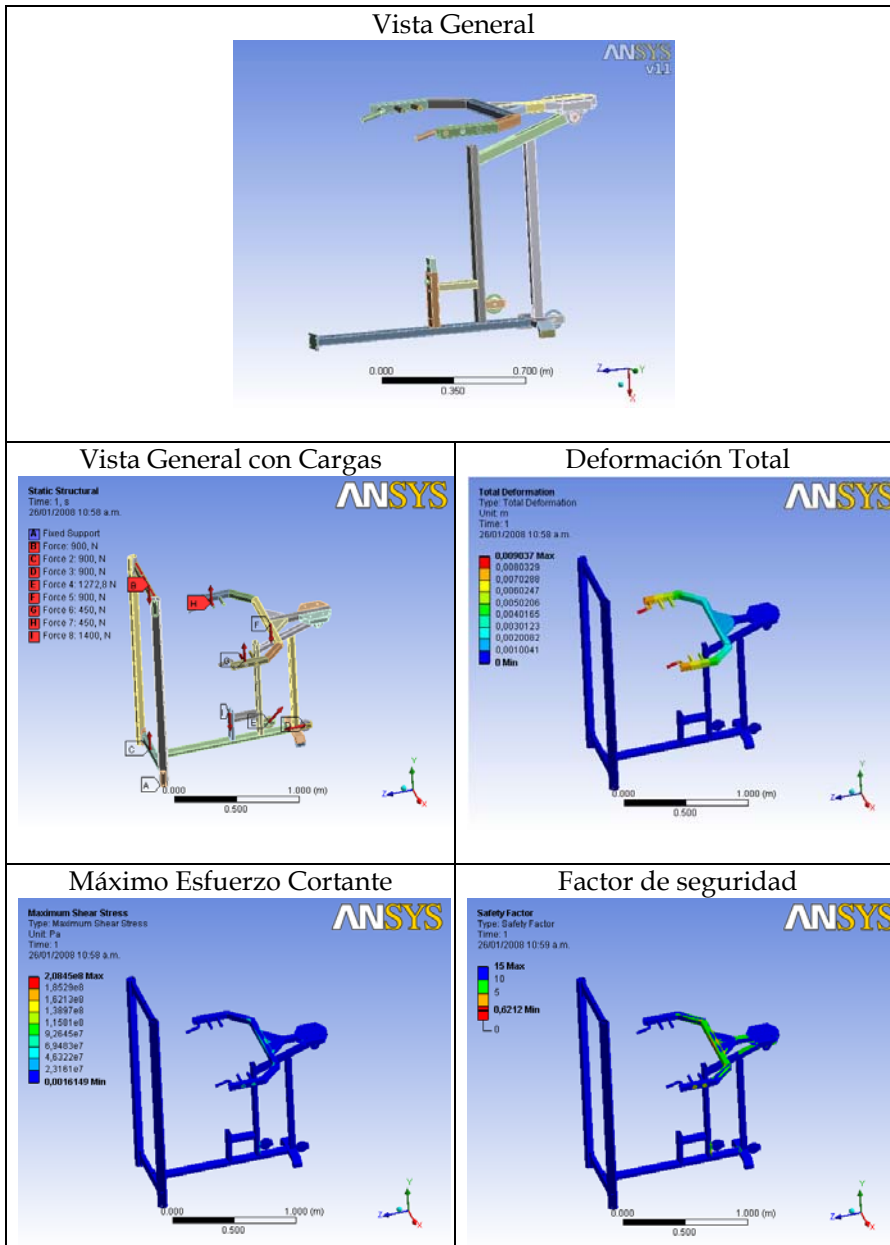 Vista General
ANSYS
v11
0.000
0.700 (m)
0.350
Z
Y
X
Vista General con Cargas
Static Structural
Time: 1, s
26/01/2008 10:58 a.m.
ANSYS
A Fixed Support
B Force: 900, N
C Force 2: 900, N
D Force 3: 900, N
E Force 4: 1272,8 N
F Force 5: 900, N
G Force 6: 450, N
H Force 7: 450, N
I Force 8: 1400, N
B
H
F
G
I
E
D
C
A
0.000
1.000 (m)
0.500
Y
Z
X
Deformación Total
Total Deformation
Type: Total Deformation
Unit: m
Time: 1
26/01/2008 10:58 a.m.
ANSYS
0,009037 Max
0,0080329
0,0070288
0,0060247
0,0050206
0,0040165
0,0030123
0,0020082
0,0010041
0 Min
0.000
1.000 (m)
0.500
Y
Z
X
Máximo Esfuerzo Cortante
Maximum Shear Stress
Type: Maximum Shear Stress
Unit: Pa
Time: 1
26/01/2008 10:58 a.m.
ANSYS
2,0845e8 Max
1,8529e8
1,6213e8
1,3897e8
1,1581e8
9,2645e7
6,9483e7
4,6322e7
2,3161e7
0,0016149 Min
0.000
1.000 (m)
0.500
Y
Z
X
Factor de seguridad
Safety Factor
Type: Safety Factor
Time: 1
26/01/2008 10:59 a.m.
ANSYS
15 Max
10
5
0,6212 Min
0
0.000
1.000 (m)
0.500
Y
Z
X